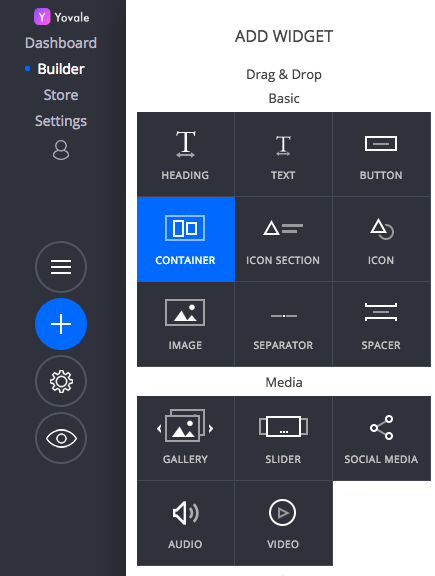 Y Yovale
Dashboard
Builder
Store
Settings
ADD WIDGET
Drag & Drop
Basic
HEADING
TEXT
BUTTON
CONTAINER
ICON SECTION
ICON
IMAGE
SEPARATOR
SPACER
Media
GALLERY
SLIDER
SOCIAL MEDIA
AUDIO
VIDEO